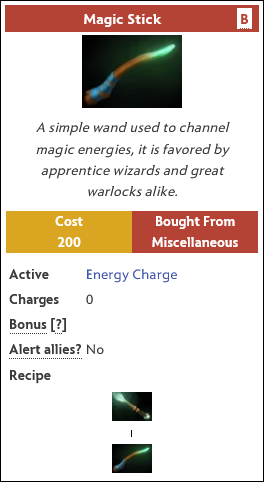 Magic Stick B
A simple wand used to channel
magic energies, it is favored by
apprentice wizards and great
warlocks alike.
Cost Bought From
200 Miscellaneous
Active Energy Charge
Charges 0
Bonus [?]
Alert allies? No
Recipe